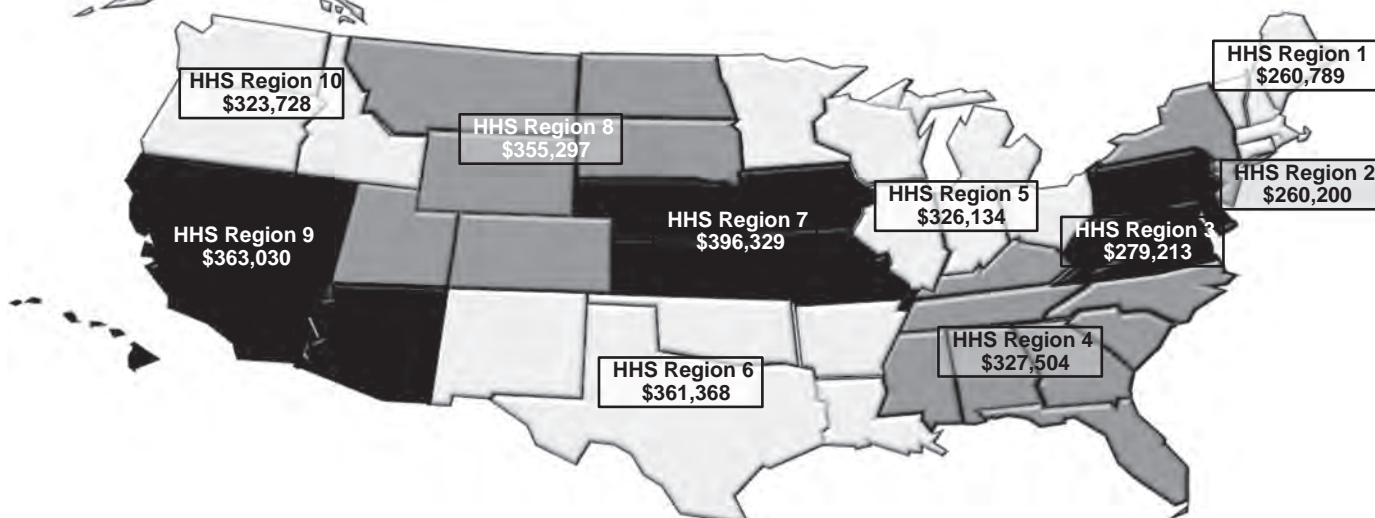 HHS Region 1
$260,789
HHS Region 10
$323,728
HHS Region 8
$355,297
HHS Region 2
$260,200
HHS Region 5
$326,134
HHS Region 7
$396,329
HHS Region 3
$279,213
HHS Region 9
$363,030
HHS Region 4
$327,504
HHS Region 6
$361,368